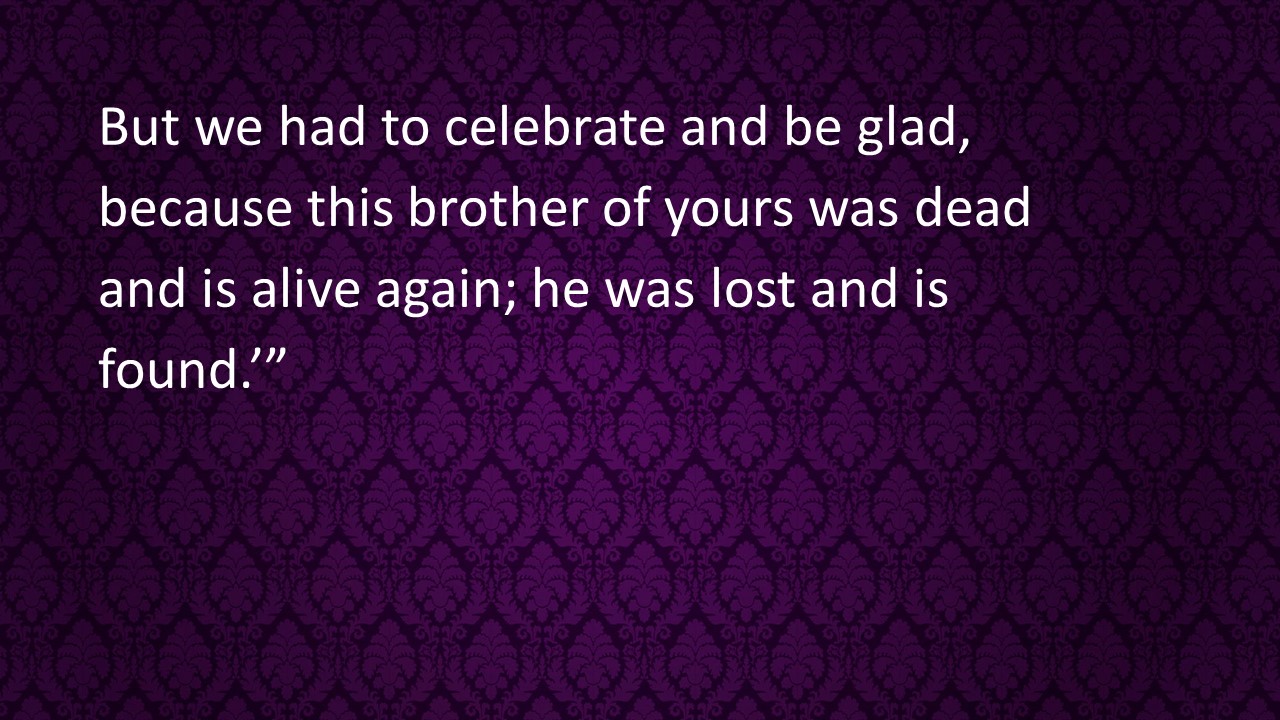 But we had to celebrate and be glad,
because this brother of yours was dead
and is alive again; he was lost and is
found.’”